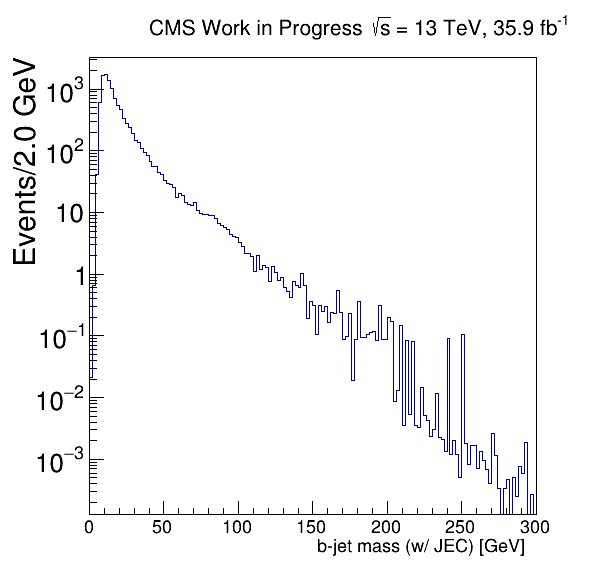 CMS Work in Progress √s = 13 TeV, 35.9 fb⁻¹
Events/2.0 GeV
10³
10²
10
1
10⁻¹
10⁻²
10⁻³
0 50 100 150 200 250 300
b-jet mass (w/ JEC) [GeV]